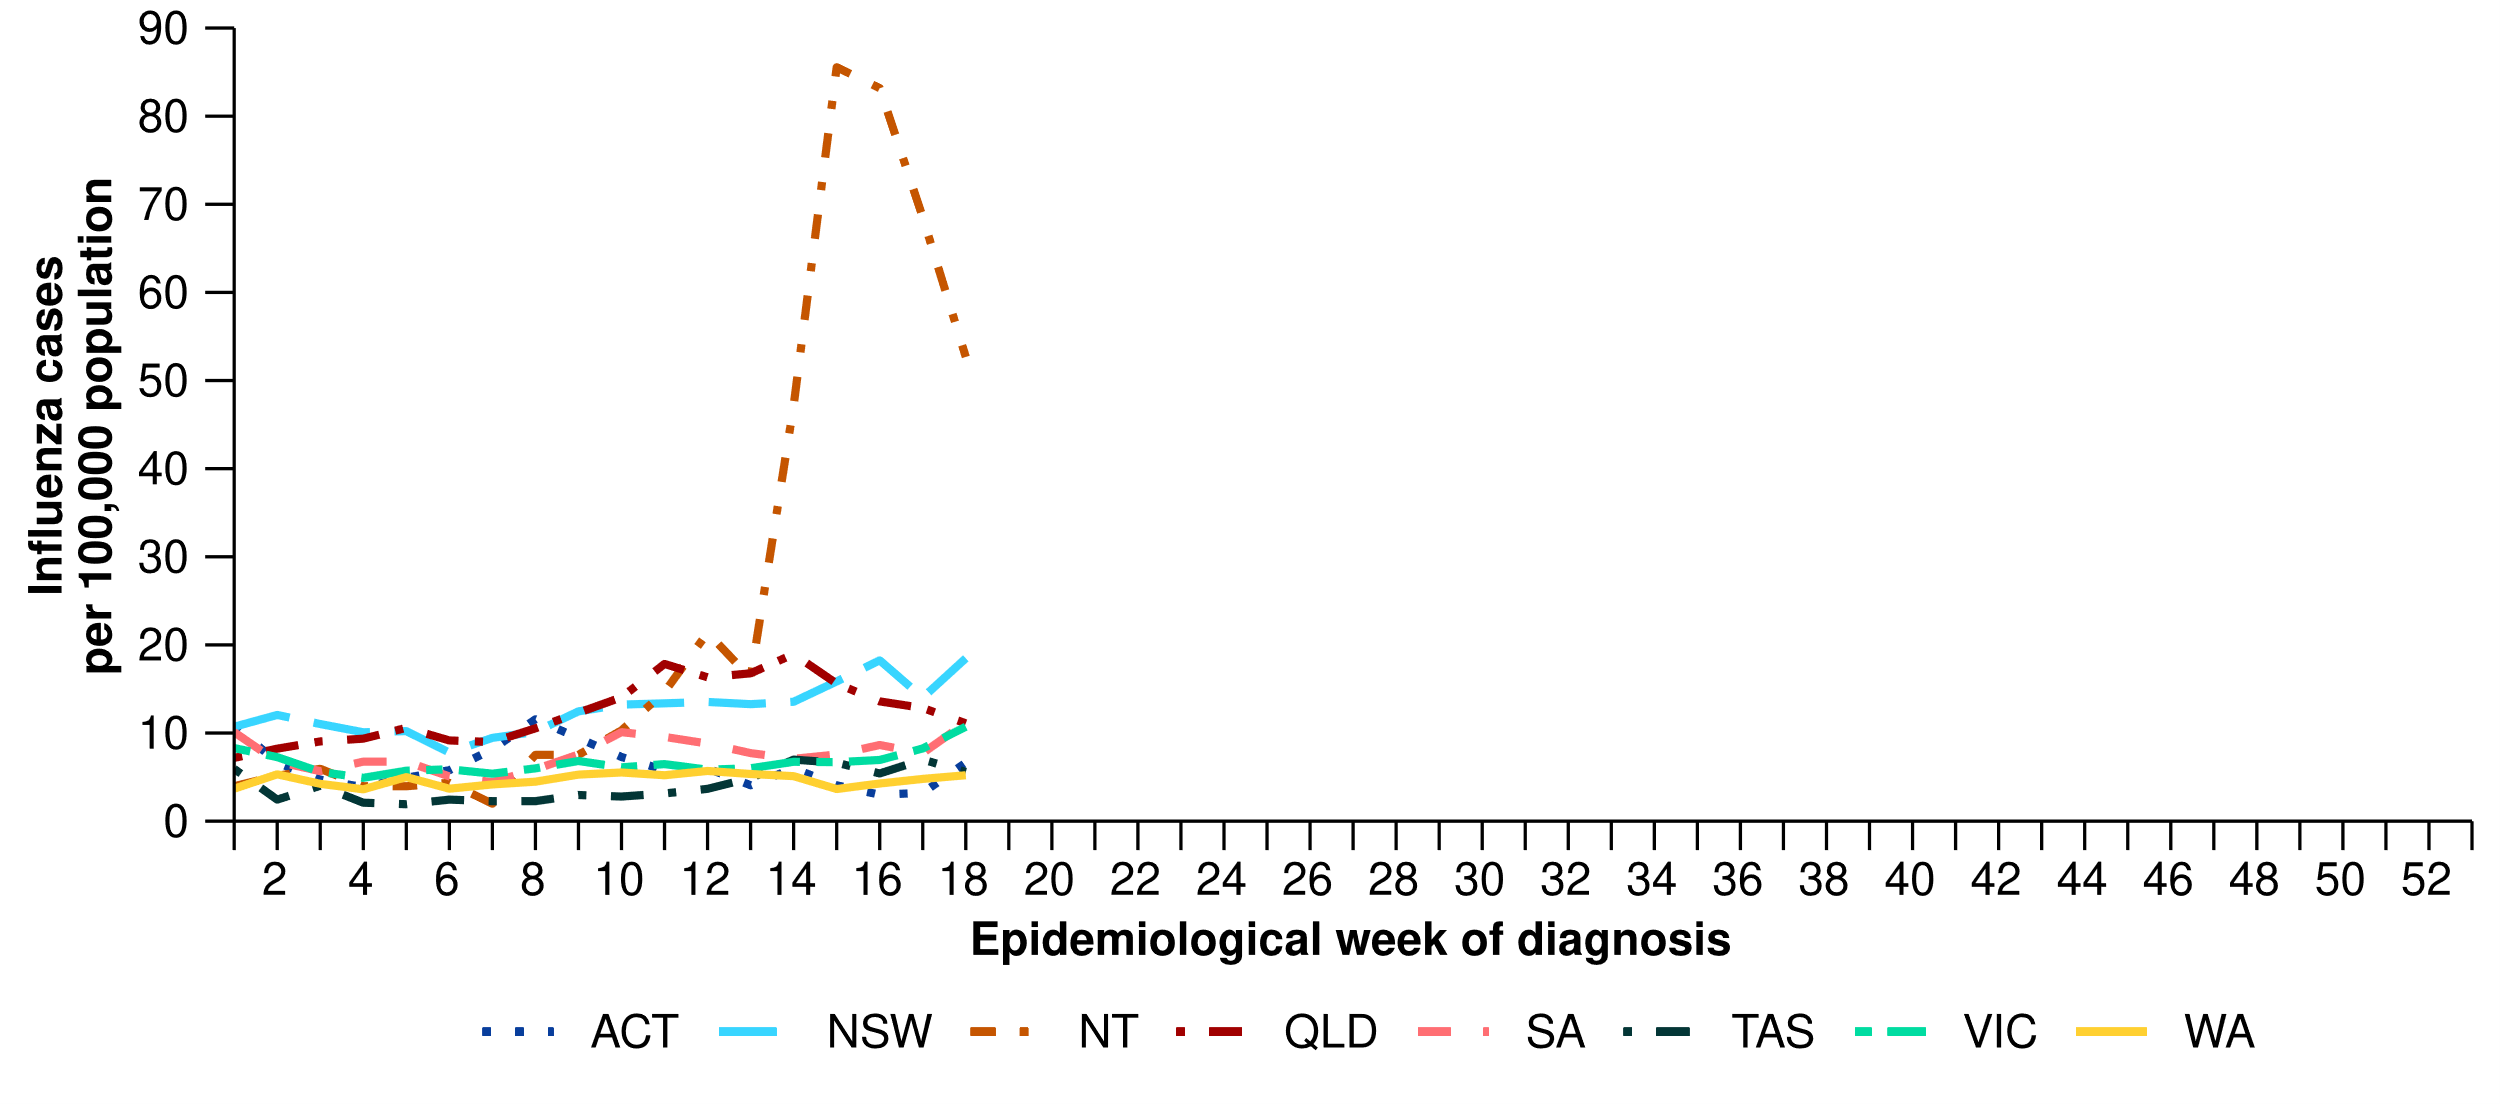 90
80
70
60
50
40
30
20
10
0
Influenza cases
per 100,000 population
2 4 6 8 10 12 14 16 18 20 22 24 26 28 30 32 34 36 38 40 42 44 46 48 50 52
Epidemiological week of diagnosis
ACT NSW NT QLD SA TAS VIC WA